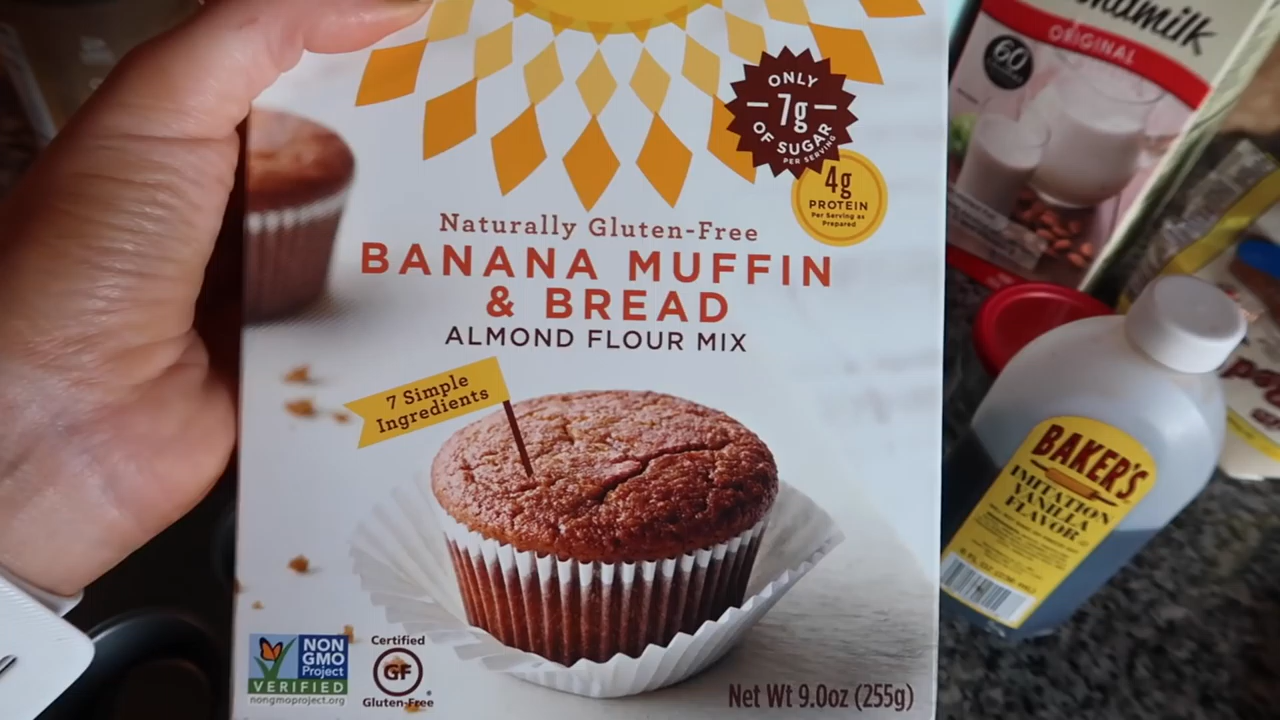 ONLY
7g
OF SUGAR
PER SERVING
4g
PROTEIN
Per Serving as
Prepared
Naturally Gluten-Free
BANANA MUFFIN
& BREAD
ALMOND FLOUR MIX
7 Simple
Ingredients
NON
GMO
Project
VERIFIED
nongmoproject.org
Certified
GF
Gluten-Free
Net Wt 9.0oz (255g)
ORIGINAL
60
BAKER'S
IMITATION
VANILLA
FLAVOR